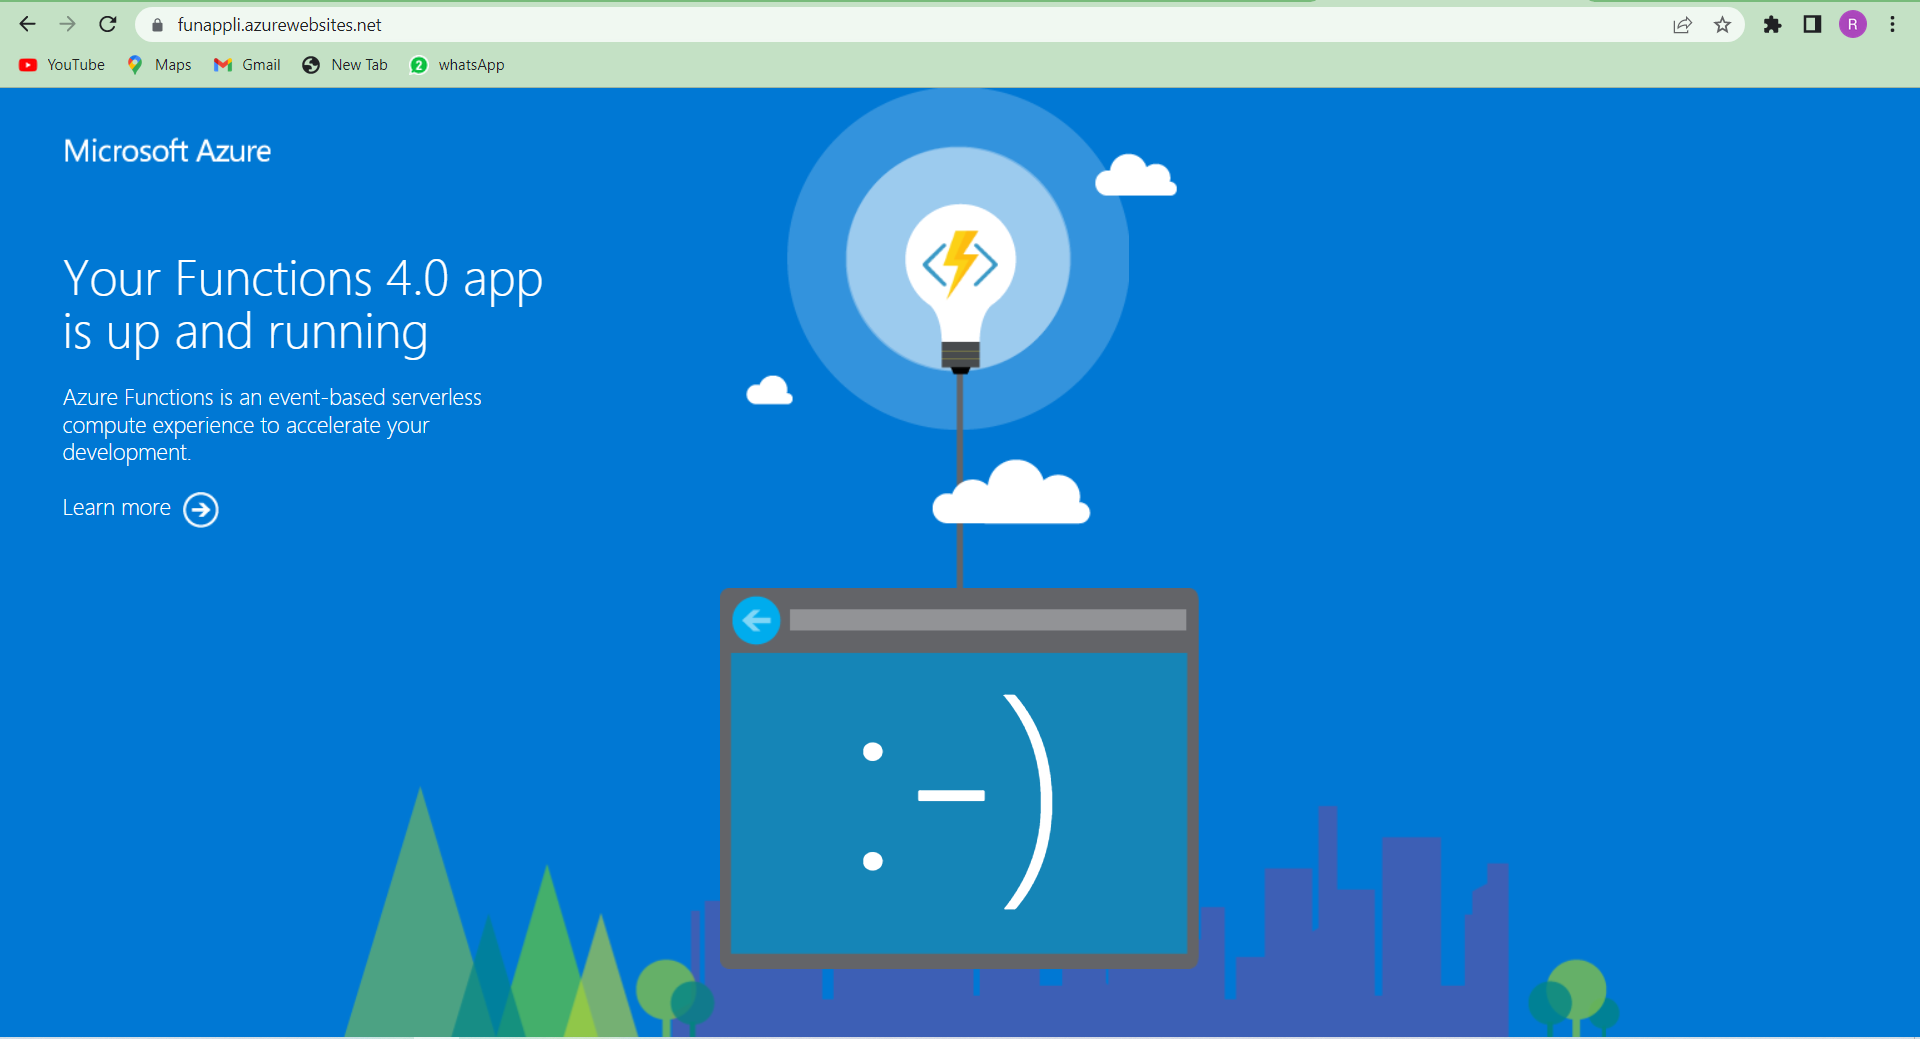 funappli.azurewebsites.net
R
YouTube
Maps
Gmail
New Tab
2
whatsApp
Microsoft Azure
Your Functions 4.0 app
is up and running
Azure Functions is an event-based serverless
compute experience to accelerate your
development.
Learn more
:-)